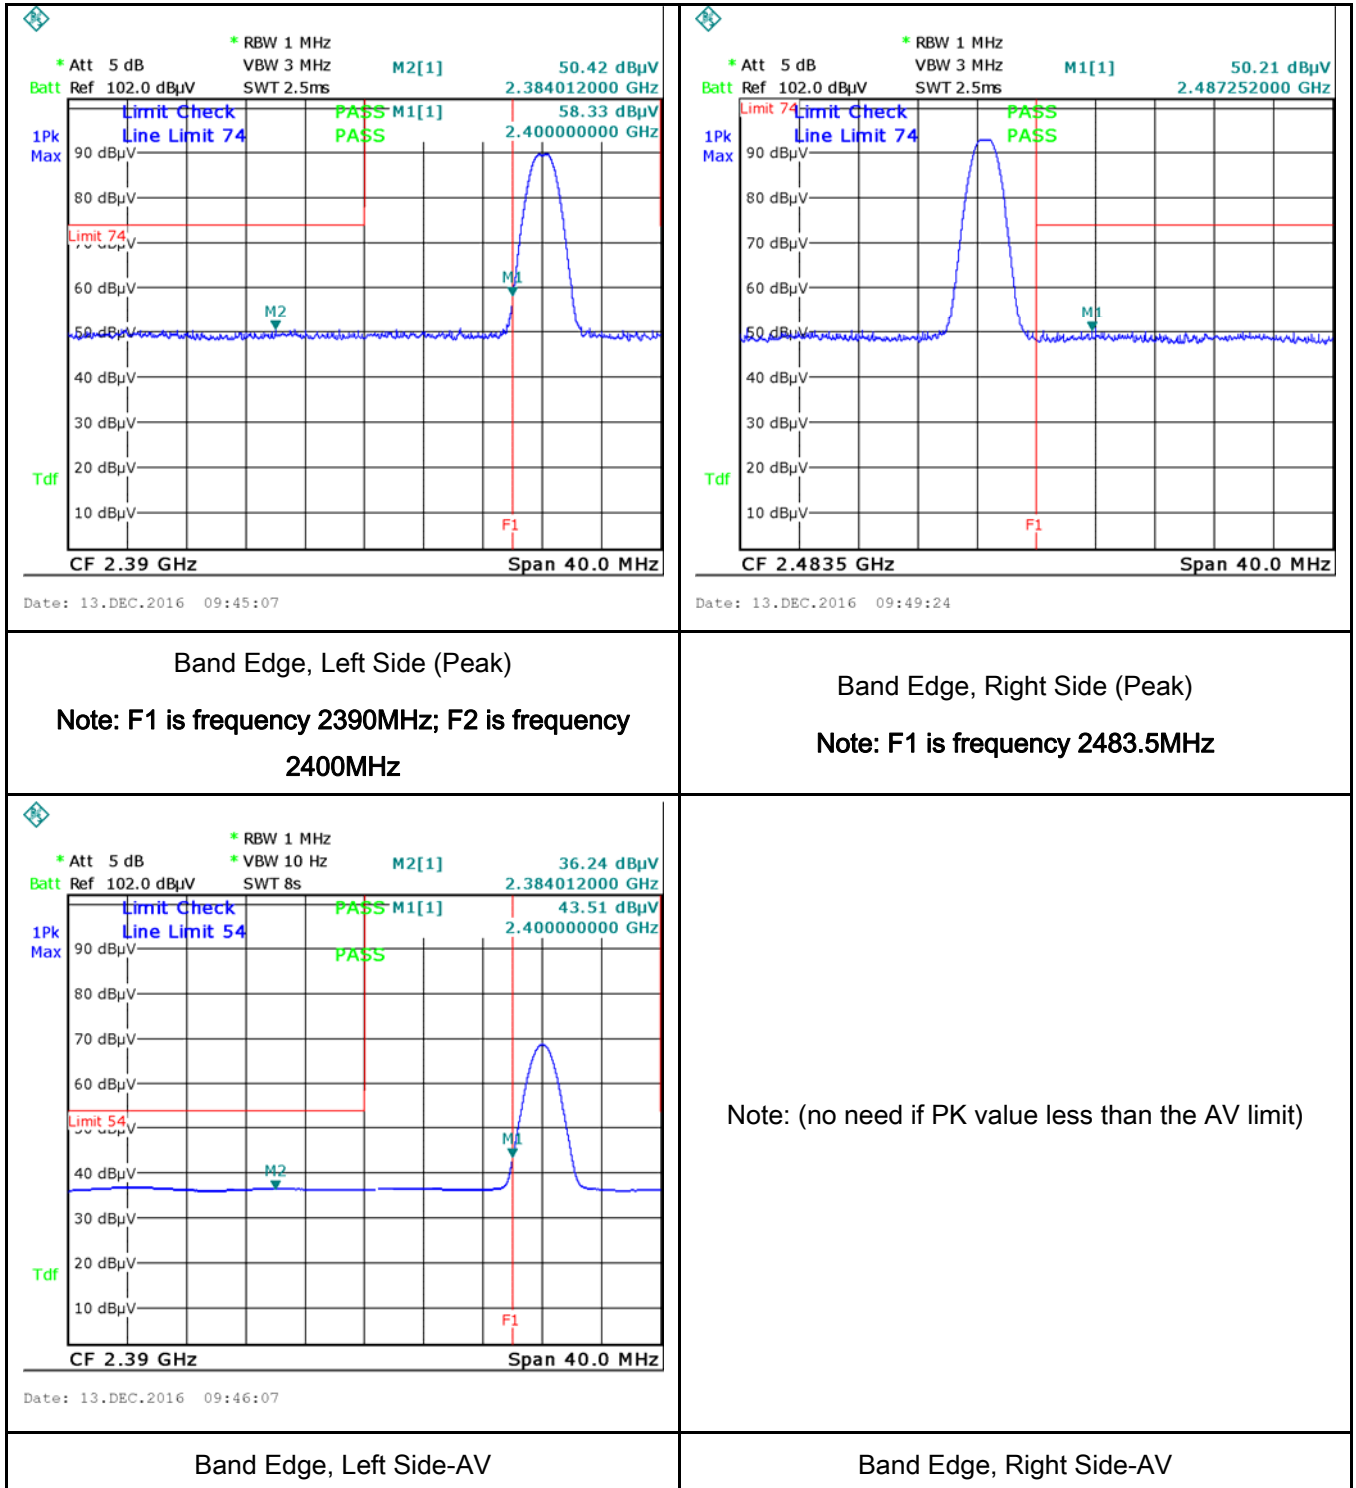 * RBW 1 MHz
* Att 5 dB VBW 3 MHz M2[1] 50.42 dBµV
Batt Ref 102.0 dBµV SWT 2.5ms 2.384012000 GHz
Limit Check PASS M1[1] 58.33 dBµV
1Pk Line Limit 74 PASS 2.400000000 GHz
Max 90 dBµV
80 dBµV
Limit 74
70 dBµV
M1
60 dBµV
M2
50 dBµV
40 dBµV
30 dBµV
20 dBµV
Tdf
10 dBµV
F1
CF 2.39 GHz Span 40.0 MHz
Date: 13.DEC.2016 09:45:07
* RBW 1 MHz
* Att 5 dB VBW 3 MHz M1[1] 50.21 dBµV
Batt Ref 102.0 dBµV SWT 2.5ms 2.487252000 GHz
Limit 74 Limit Check PASS
1Pk Line Limit 74 PASS
Max 90 dBµV
80 dBµV
70 dBµV
60 dBµV
M1
50 dBµV
40 dBµV
30 dBµV
20 dBµV
Tdf
10 dBµV
F1
CF 2.4835 GHz Span 40.0 MHz
Date: 13.DEC.2016 09:49:24
Band Edge, Left Side (Peak)
Note: F1 is frequency 2390MHz; F2 is frequency
2400MHz
Band Edge, Right Side (Peak)
Note: F1 is frequency 2483.5MHz
* RBW 1 MHz
* Att 5 dB * VBW 10 Hz M2[1] 36.24 dBµV
Batt Ref 102.0 dBµV SWT 8s 2.384012000 GHz
Limit Check PASS M1[1] 43.51 dBµV
1Pk Line Limit 54 2.400000000 GHz
Max 90 dBµV PASS
80 dBµV
70 dBµV
60 dBµV
Limit 54
50 dBµV
M1
40 dBµV M2
30 dBµV
20 dBµV
Tdf
10 dBµV
F1
CF 2.39 GHz Span 40.0 MHz
Date: 13.DEC.2016 09:46:07
Note: (no need if PK value less than the AV limit)
Band Edge, Left Side-AV
Band Edge, Right Side-AV